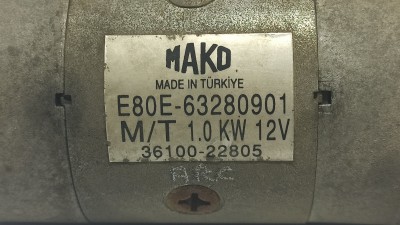 MAKO
MADE IN TÜRKİYE
E80E-63280901
M/T 1.0 KW 12V
36100-22805